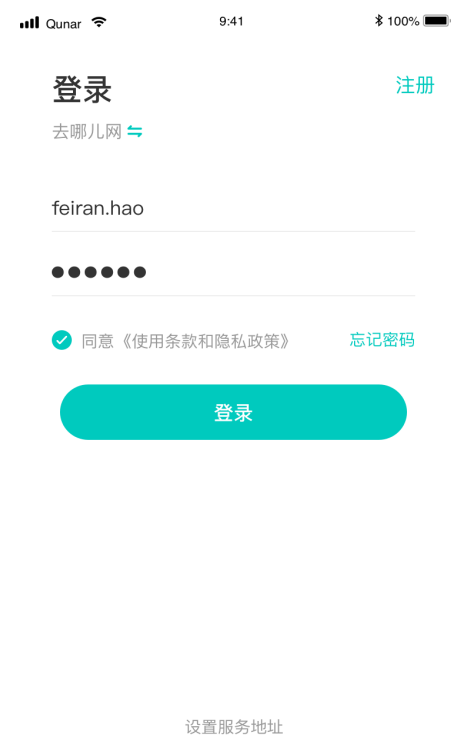 Qunar 9:41 100%
登录 注册
去哪儿网
feiran.hao
●●●●●●
同意《使用条款和隐私政策》 忘记密码
登录
设置服务地址